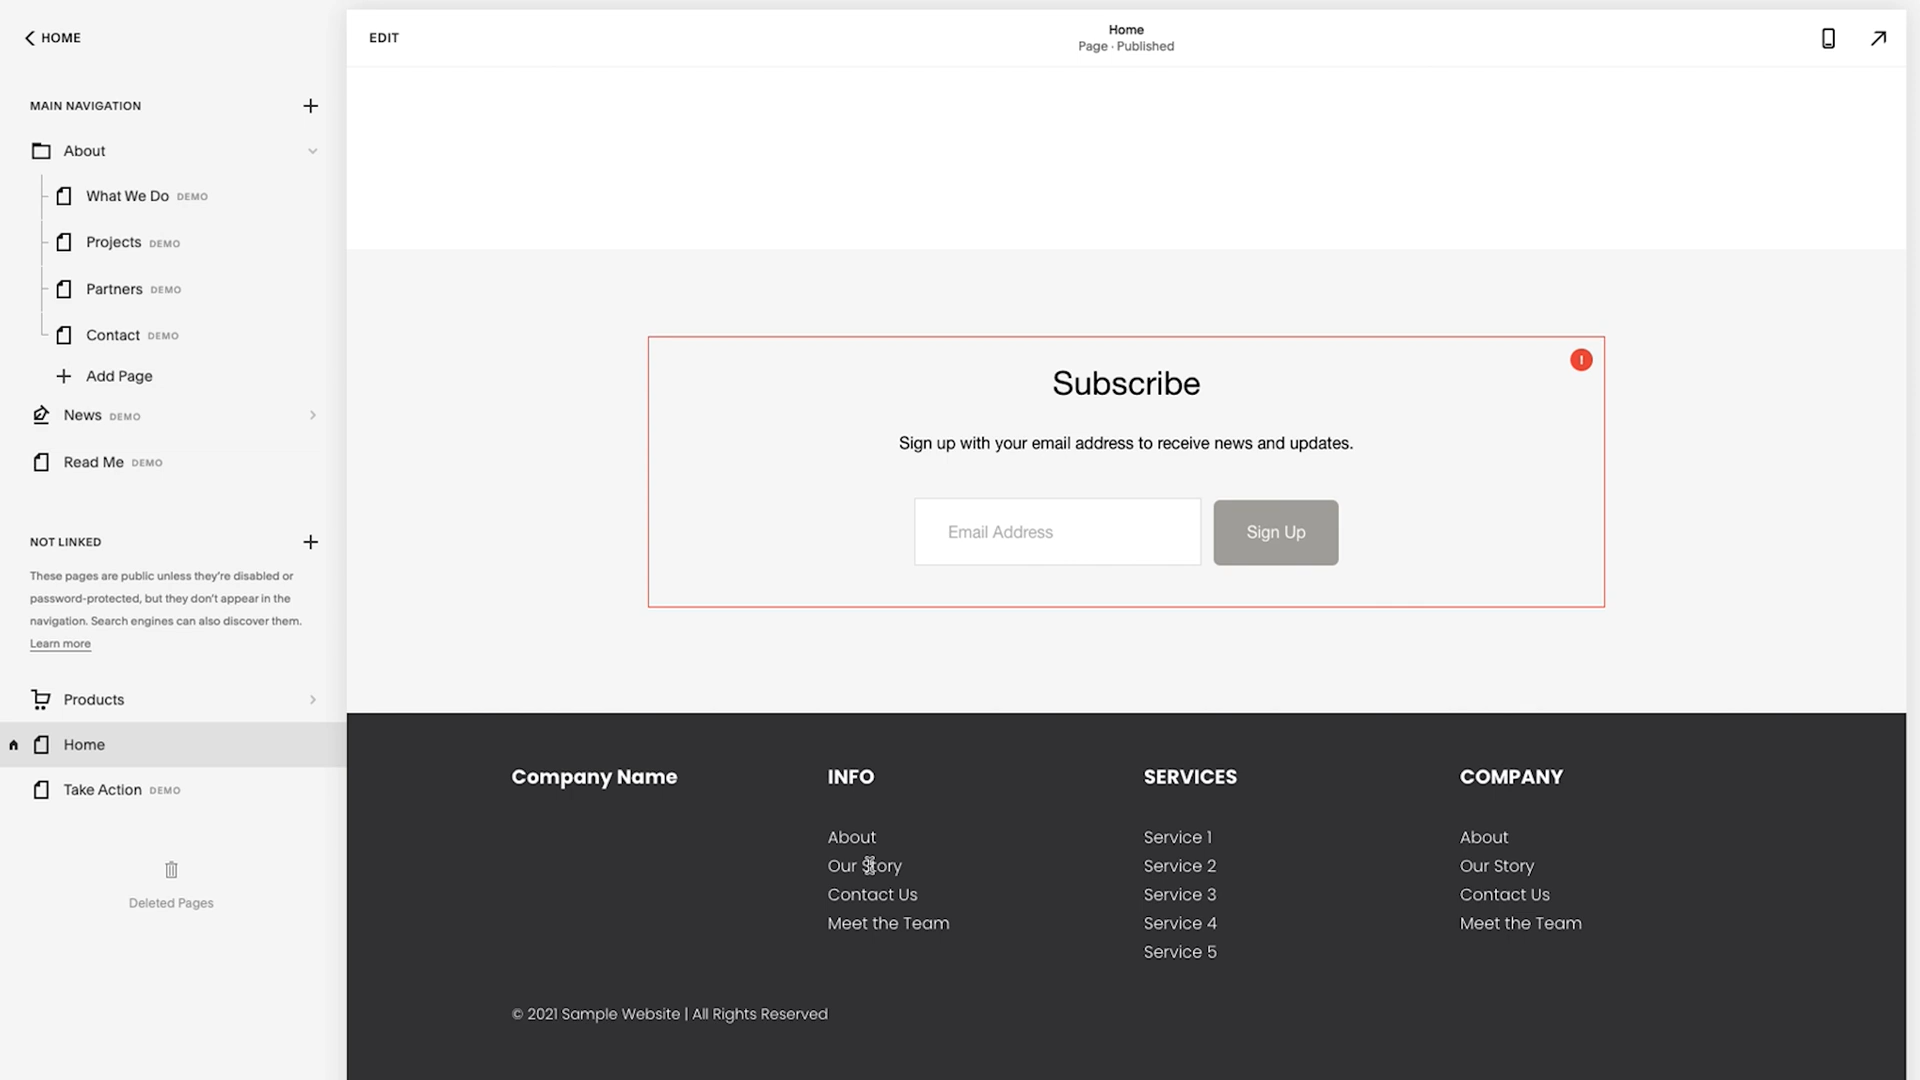 HOME
MAIN NAVIGATION
About
What We Do DEMO
Projects DEMO
Partners DEMO
Contact DEMO
Add Page
News DEMO
Read Me DEMO
NOT LINKED
These pages are public unless they're disabled or
password-protected, but they don't appear in the
navigation. Search engines can also discover them.
Learn more
Products
Home
Take Action DEMO
Deleted Pages
EDIT
Home
Page · Published
!
Subscribe
Sign up with your email address to receive news and updates.
Email Address
Sign Up
Company Name
INFO
About
Our Story
Contact Us
Meet the Team
SERVICES
Service 1
Service 2
Service 3
Service 4
Service 5
COMPANY
About
Our Story
Contact Us
Meet the Team
© 2021 Sample Website | All Rights Reserved